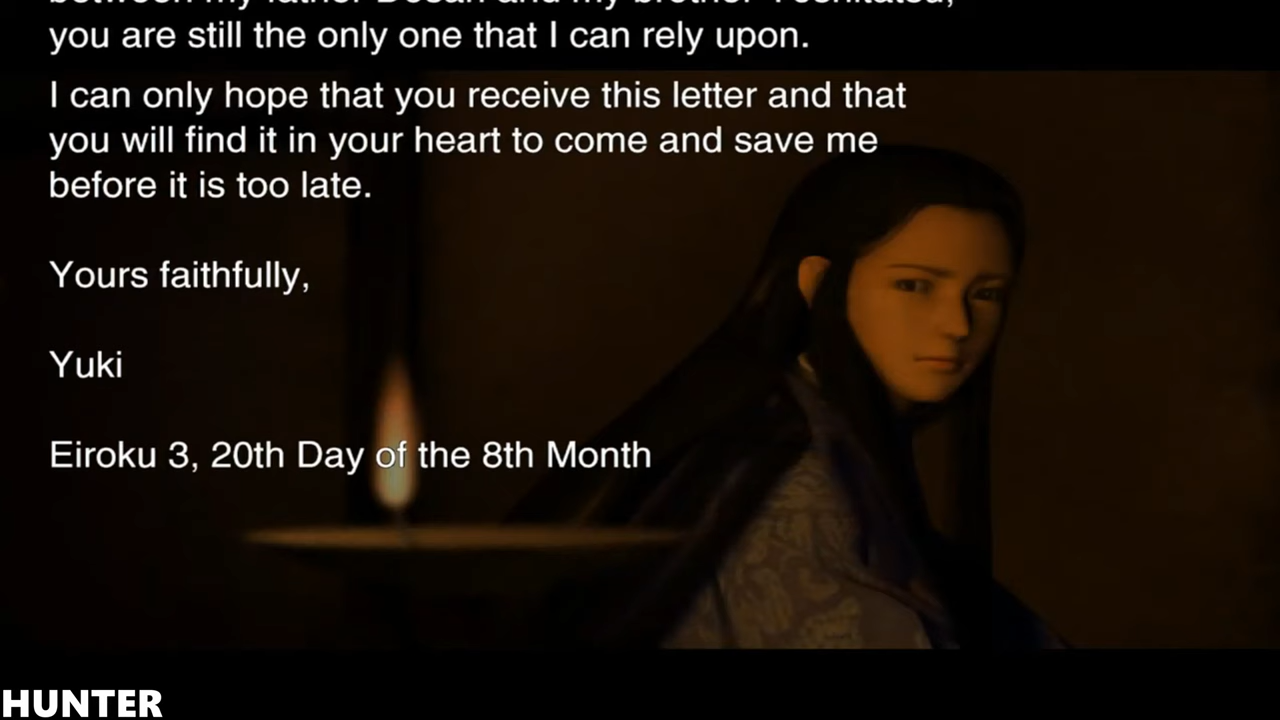 you are still the only one that I can rely upon.
I can only hope that you receive this letter and that
you will find it in your heart to come and save me
before it is too late.
Yours faithfully,
Yuki
Eiroku 3, 20th Day of the 8th Month
HUNTER